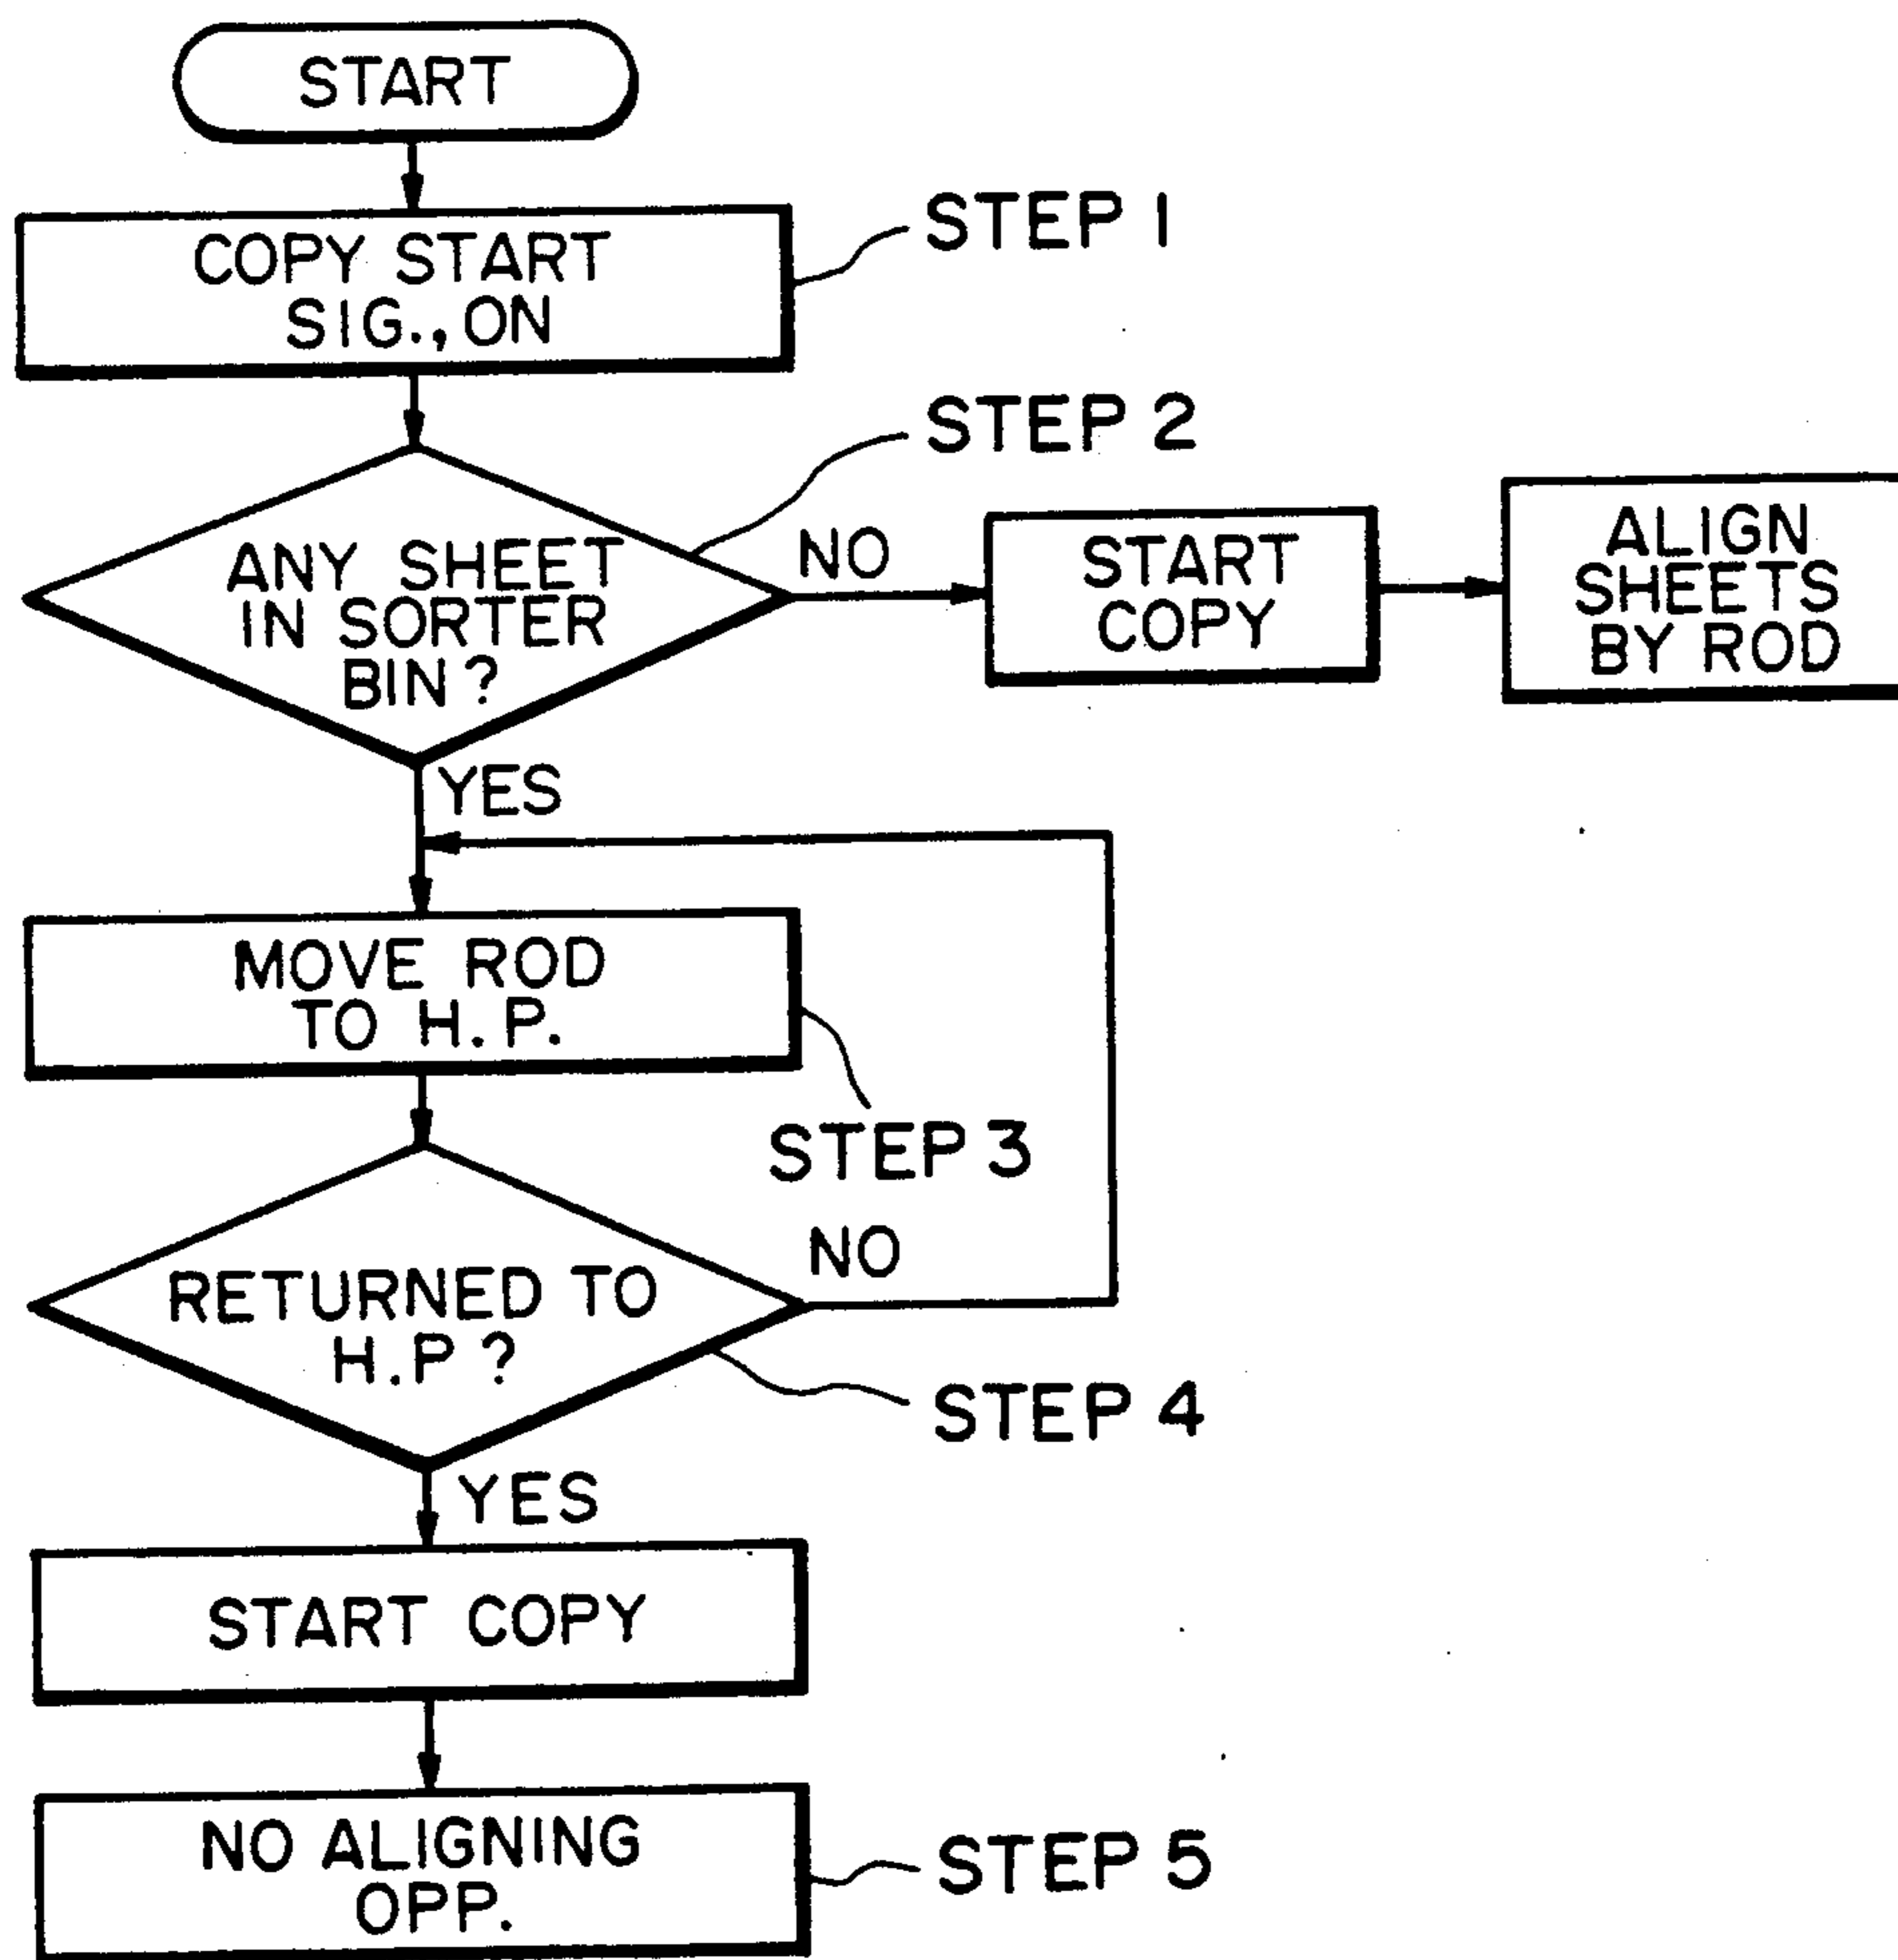 START
COPY START
SIG., ON
STEP 1
STEP 2
ANY SHEET
IN SORTER
BIN?
NO
START
COPY
ALIGN
SHEETS
BY ROD
YES
MOVE ROD
TO H.P.
STEP 3
RETURNED TO
H.P?
NO
STEP 4
YES
START COPY
NO ALIGNING
OPP.
STEP 5